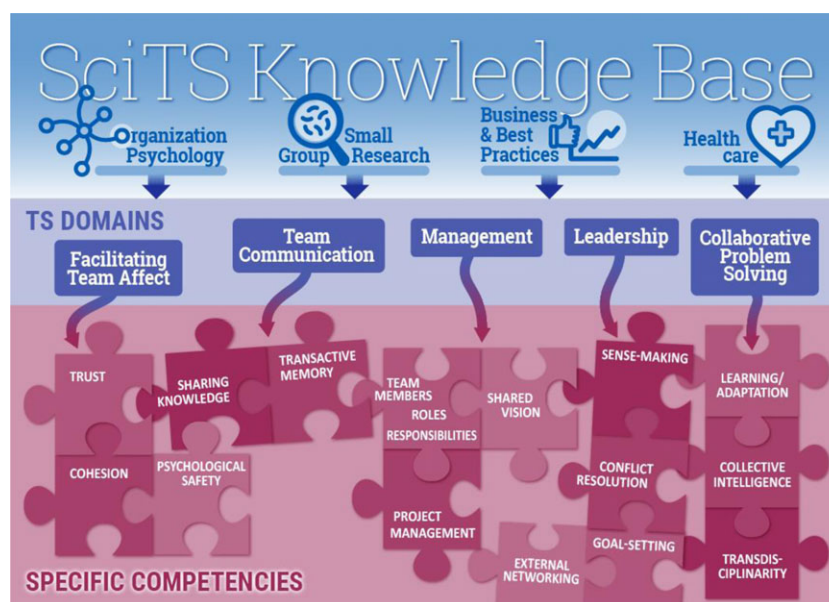 SciTS Knowledge Base
Organization
Psychology
Small
Group Research
Business
& Best
Practices
Health
care
TS DOMAINS
Facilitating
Team Affect
Team
Communication
Management
Leadership
Collaborative
Problem
Solving
TRUST
COHESION
PSYCHOLOGICAL
SAFETY
SHARING
KNOWLEDGE
TRANSACTIVE
MEMORY
TEAM
MEMBERS
ROLES
RESPONSIBILITIES
SHARED
VISION
PROJECT
MANAGEMENT
SENSE-MAKING
CONFLICT
RESOLUTION
GOAL-SETTING
EXTERNAL
NETWORKING
LEARNING/
ADAPTATION
COLLECTIVE
INTELLIGENCE
TRANSDIS-
CIPLINARITY
SPECIFIC COMPETENCIES